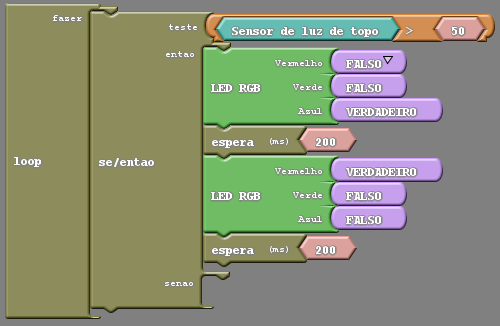 fazer
teste
Sensor de luz de topo > 50
entao
Vermelho FALSO
LED RGB Verde FALSO
Azul VERDADEIRO
espera (ms) 200
loop se/entao
Vermelho VERDADEIRO
LED RGB Verde FALSO
Azul FALSO
espera (ms) 200
senao